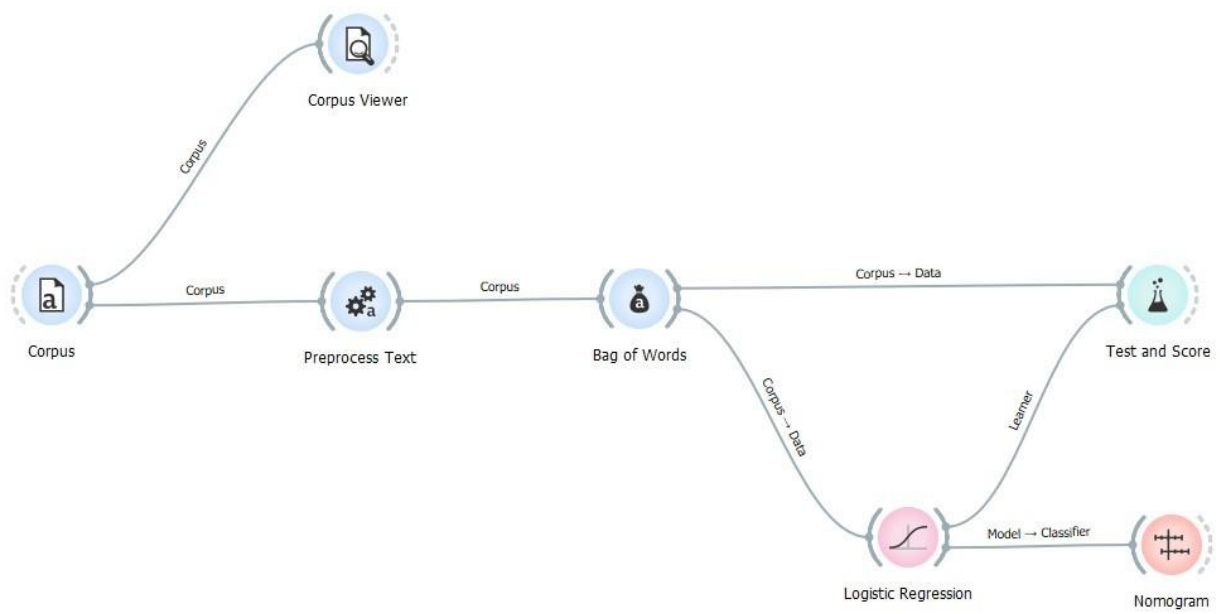 Corpus Viewer
Corpus
Corpus
Corpus
Corpus → Data
a
Corpus
a
Preprocess Text
a
Bag of Words
Test and Score
Corpus → Data
Learner
Model → Classifier
Logistic Regression
Nomogram